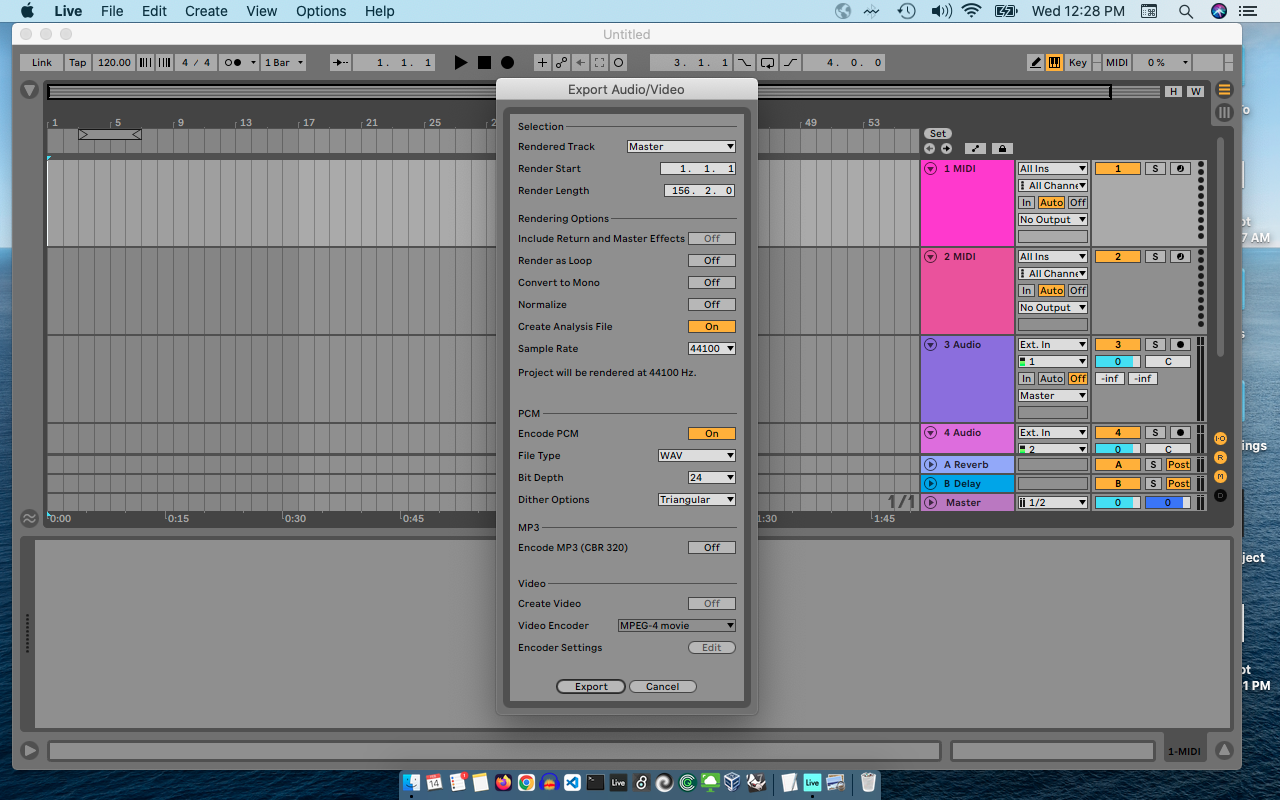 Live File Edit Create View Options Help Wed 12:28 PM
Untitled
Link Tap 120.00 4 / 4 1 Bar 1. 1. 1 3. 1. 1 4. 0. 0 Key MIDI 0 %
Export Audio/Video
H W
1 5 9 13 17 21 25 49 53
Set
Selection
Rendered Track Master
Render Start 1. 1. 1
Render Length 156. 2. 0
Rendering Options
Include Return and Master Effects Off
Render as Loop Off
Convert to Mono Off
Normalize Off
Create Analysis File On
Sample Rate 44100
Project will be rendered at 44100 Hz.
PCM
Encode PCM On
File Type WAV
Bit Depth 24
Dither Options Triangular
MP3
Encode MP3 (CBR 320) Off
Video
Create Video Off
Video Encoder MPEG-4 movie
Encoder Settings Edit
Export Cancel
1 MIDI All Ins 1 S
All Channe
In Auto Off
No Output
2 MIDI All Ins 2 S
All Channe
In Auto Off
No Output
3 Audio Ext. In 3 S
1 0 C
In Auto Off -inf -inf
Master
4 Audio Ext. In 4 S
2 0 C
A Reverb A S Post
B Delay B S Post
1/1 Master 1/2 0 0
I·O
R
M
D
0:00 0:15 0:30 0:45 1:30 1:45
7 AM
ings
ject
1 PM
1-MIDI
14 1 Live Live